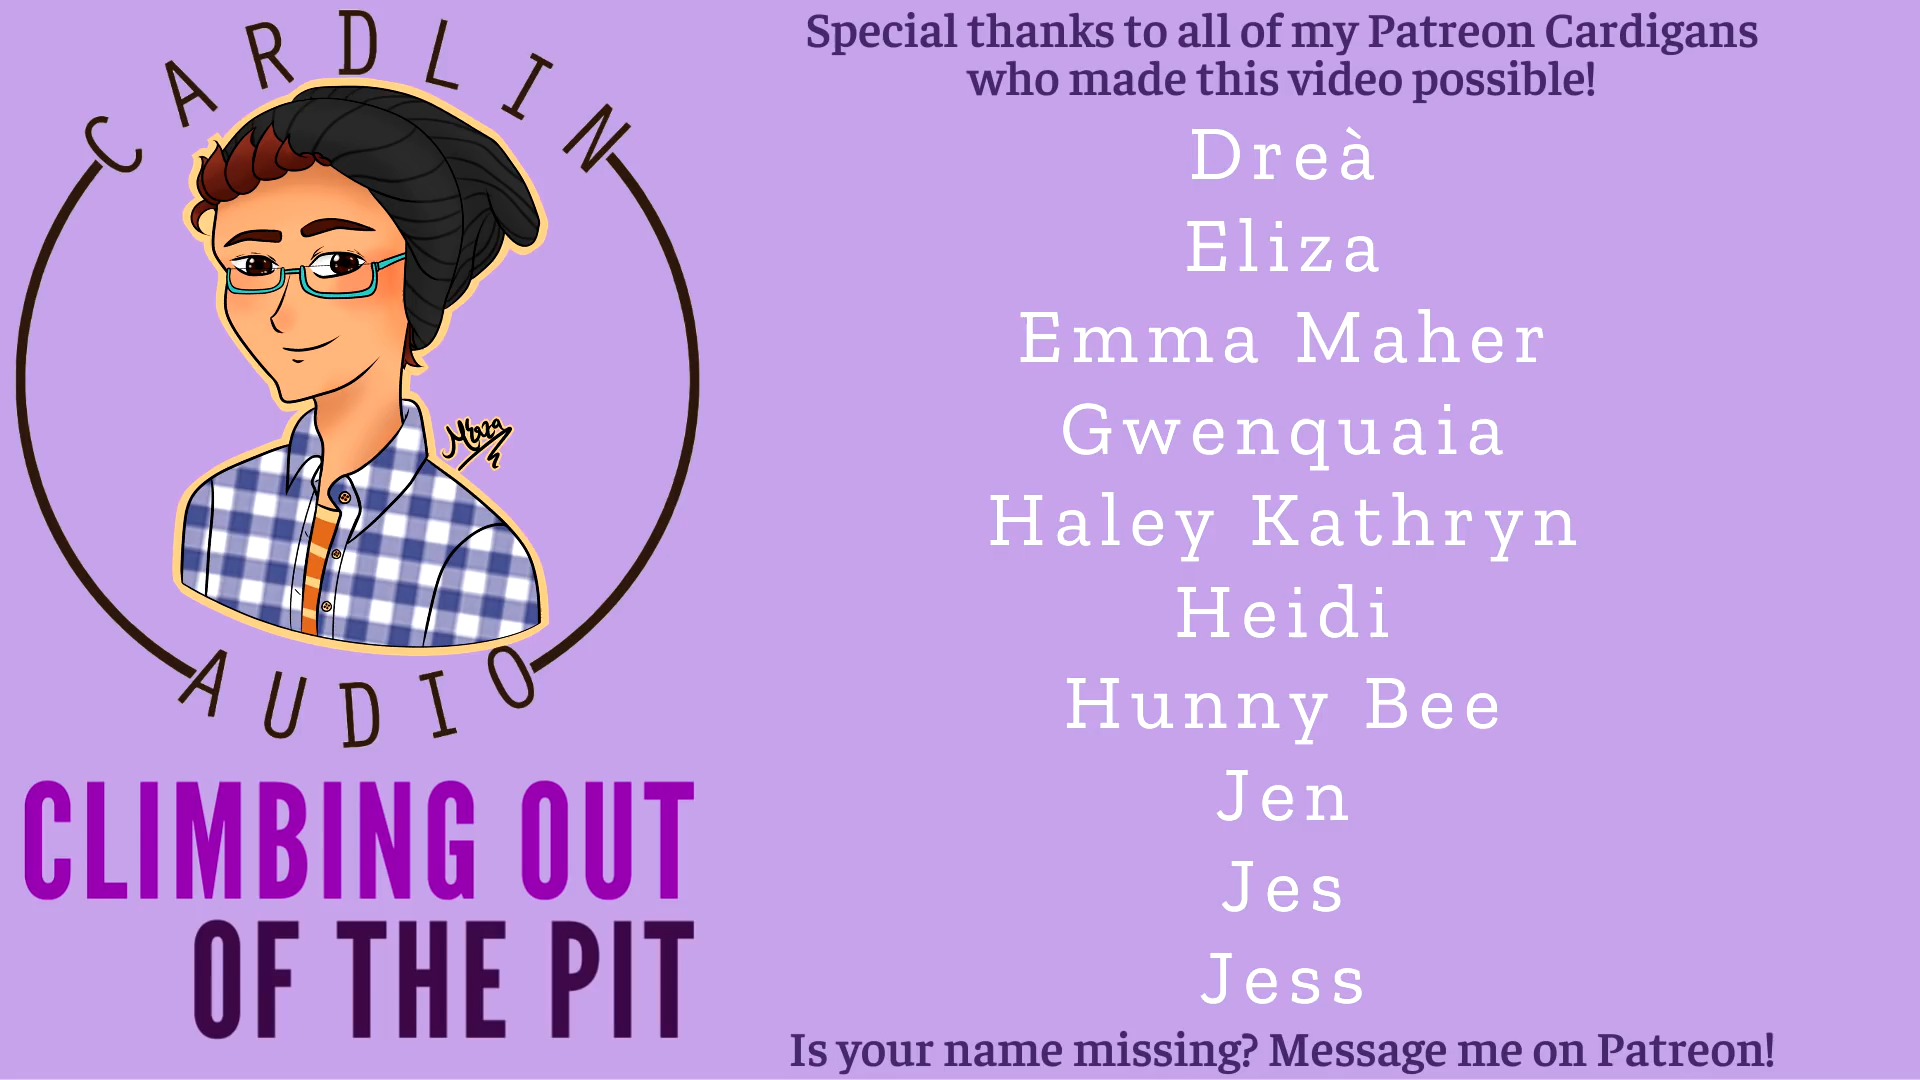 CARDLIN
AUDIO
CLIMBING OUT
OF THE PIT
Special thanks to all of my Patreon Cardigans
who made this video possible!
Dreà
Eliza
Emma Maher
Gwenquaia
Haley Kathryn
Heidi
Hunny Bee
Jen
Jes
Jess
Is your name missing? Message me on Patreon!